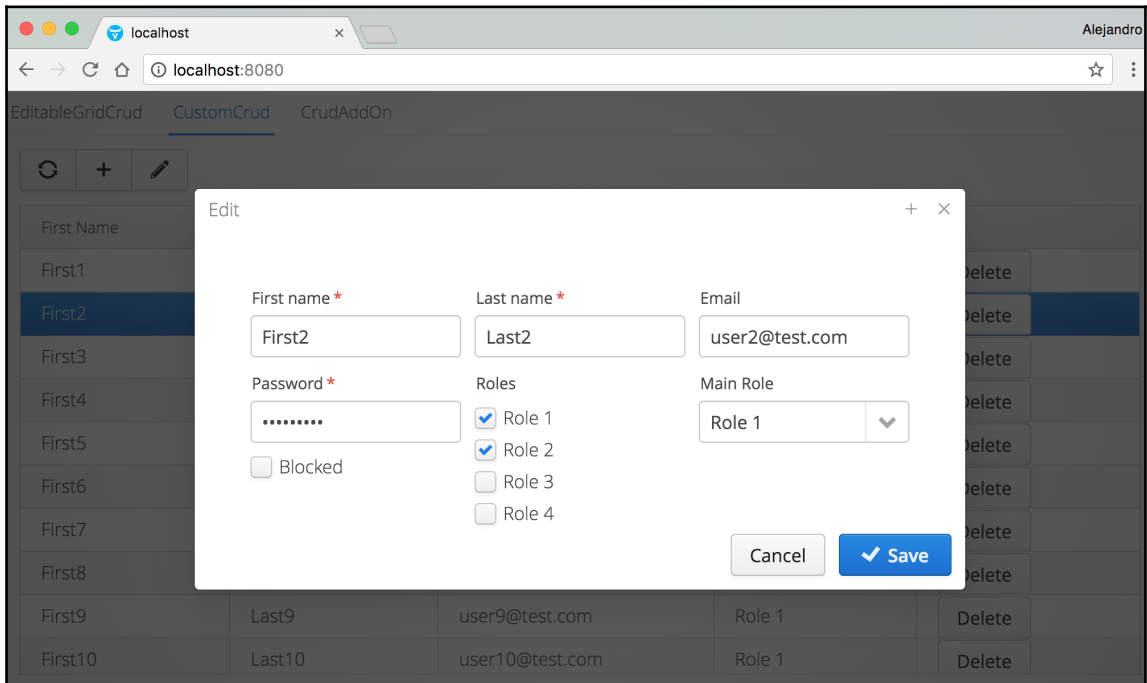 localhost
Alejandro
localhost:8080
EditableGridCrud CustomCrud CrudAddOn
Edit
First Name
First1 Delete
First name * Last name * Email
First2 Delete
First2 Last2 user2@test.com
First3 Delete
Password * Roles Main Role
First4 Delete
••••••••• Role 1 Role 1
First5 Delete
Role 2
Blocked
First6 Delete
Role 3
Role 4
First7 Delete
Cancel Save
First8 Delete
First9 Last9 user9@test.com Role 1 Delete
First10 Last10 user10@test.com Role 1 Delete